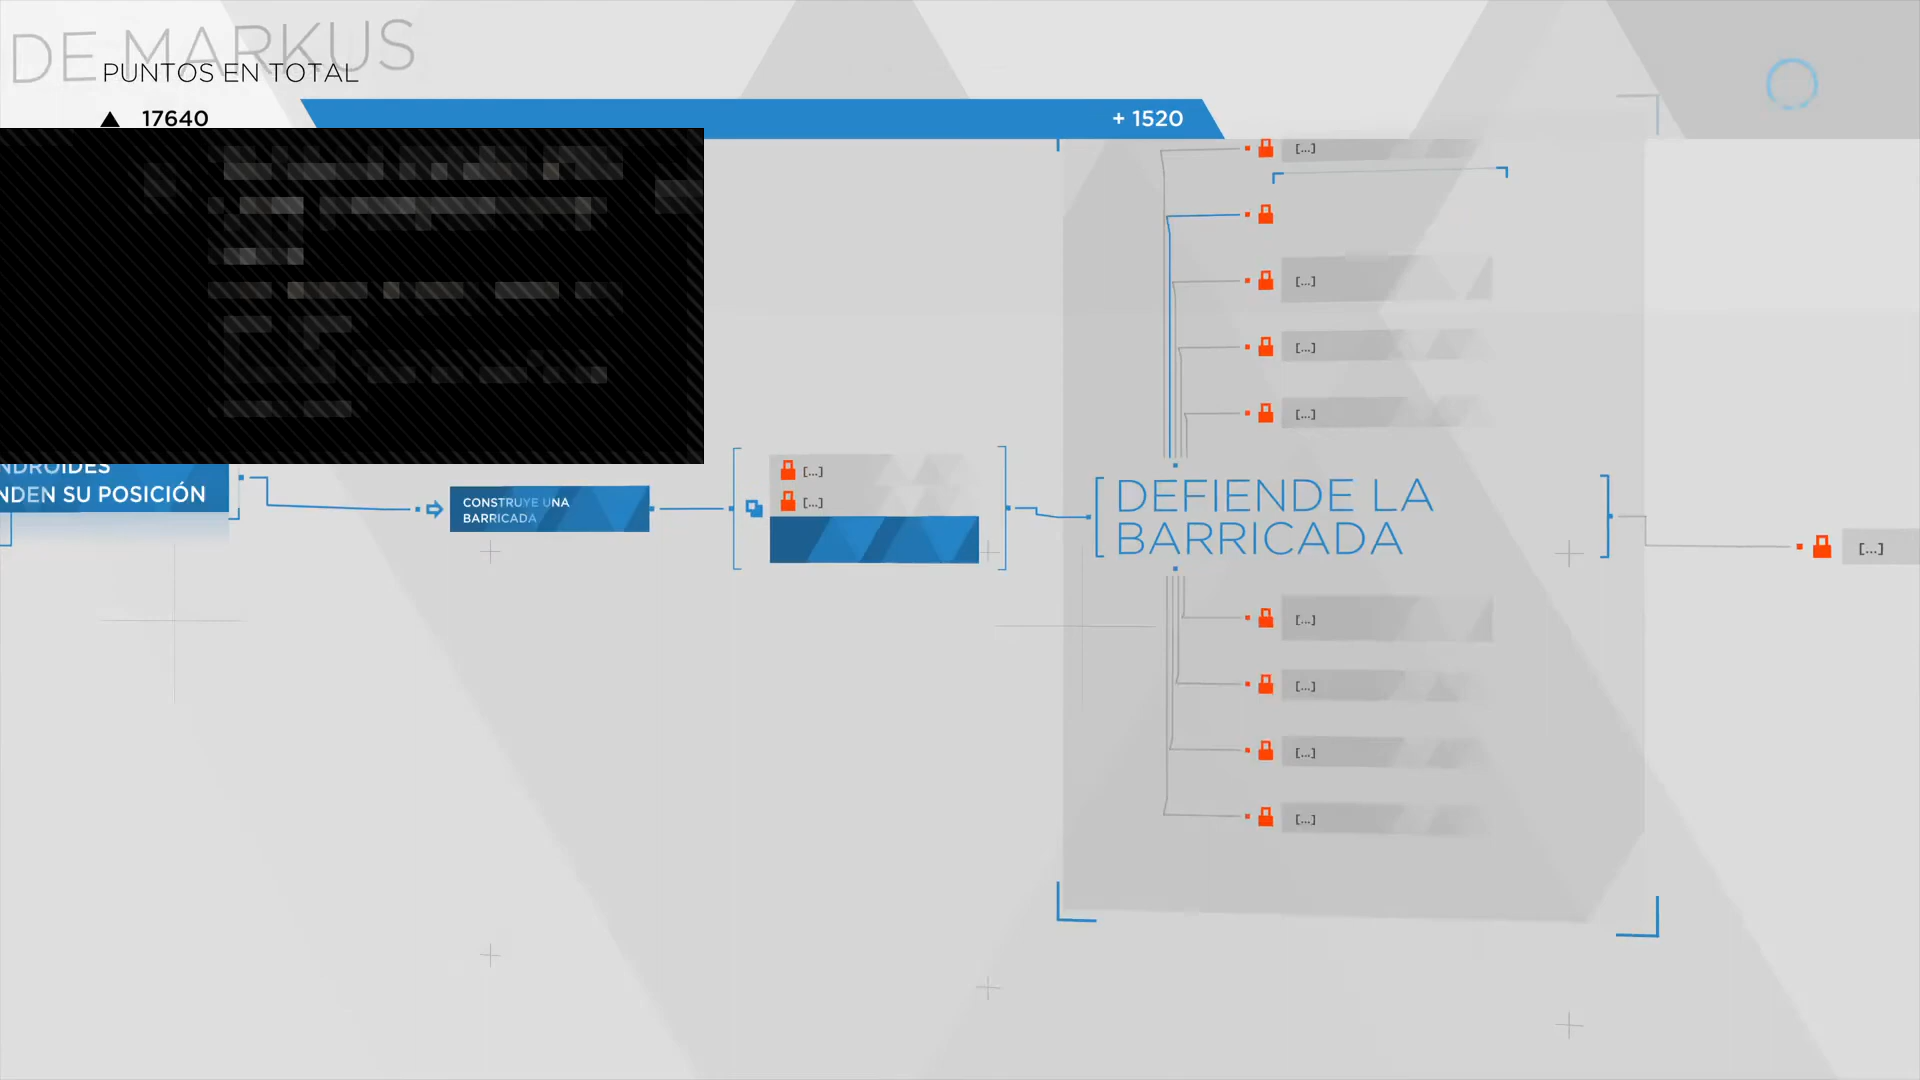 DE MARKUS
PUNTOS EN TOTAL
17640
+ 1520
[...]
[...]
[...]
[...]
NDROIDES
NDEN SU POSICIÓN
CONSTRUYE UNA
BARRICADA
[...]
[...]
DEFIENDE LA
BARRICADA
[...]
[...]
[...]
[...]
[...]